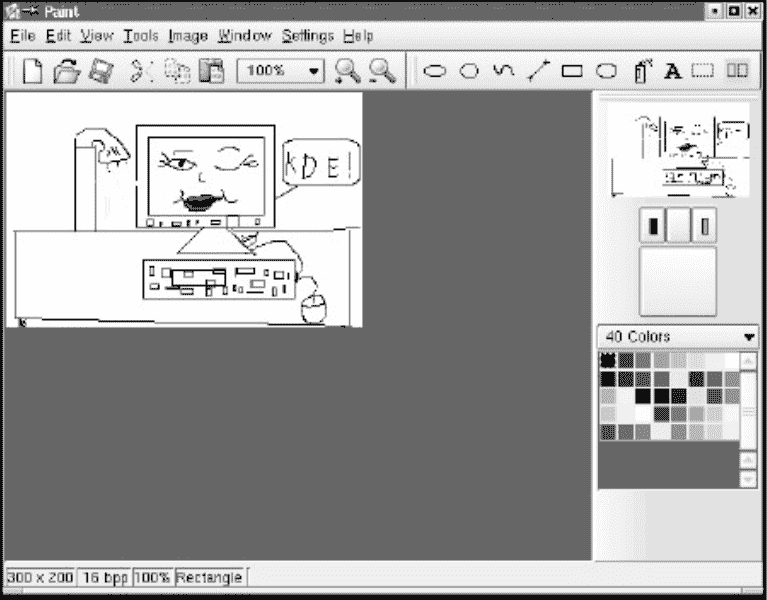 Paint
File Edit View Tools Image Window Settings Help
100%
KDE!
40 Colors
300 x 200 16 bpp 100% Rectangle